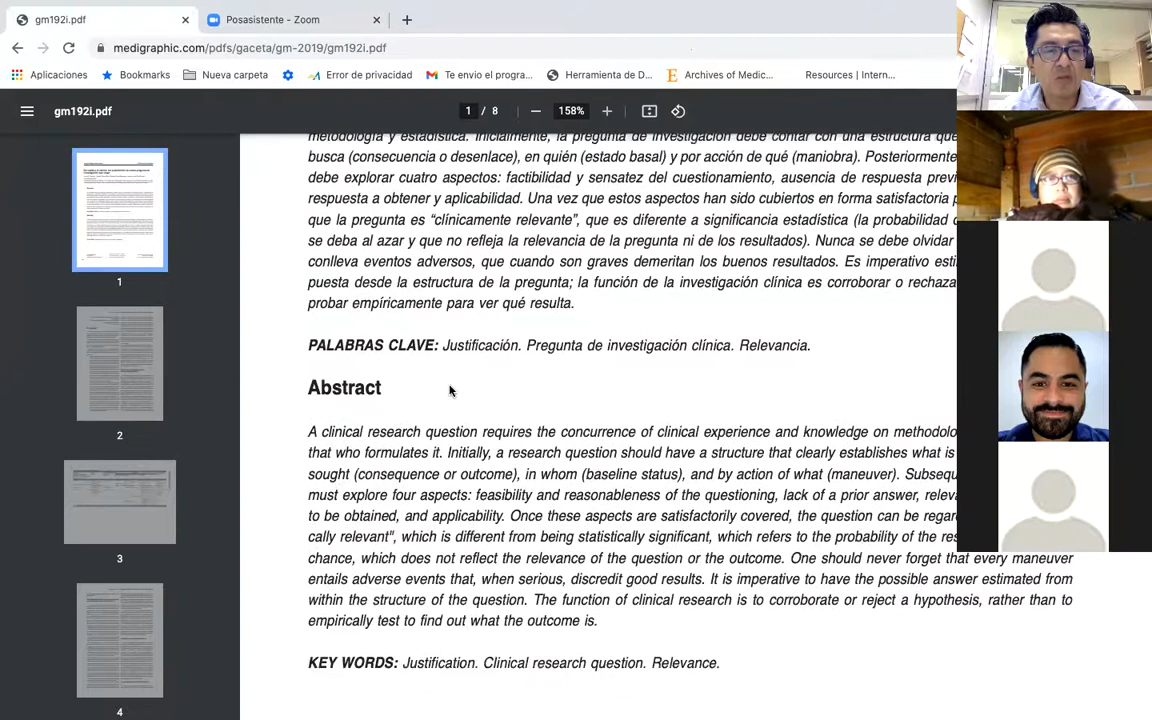 gm192i.pdf
Posasistente - Zoom
medigraphic.com/pdfs/gaceta/gm-2019/gm192i.pdf
Aplicaciones Bookmarks Nueva carpeta Error de privacidad Te envio el progra... Herramienta de D... Archives of Medic... Resources | Intern...
gm192i.pdf 1 / 8 158%
1
2
3
4
metodología y estadística. Inicialmente, la pregunta de investigación debe contar con una estructura que
busca (consecuencia o desenlace), en quién (estado basal) y por acción de qué (maniobra). Posteriormente
debe explorar cuatro aspectos: factibilidad y sensatez del cuestionamiento, ausencia de respuesta previ
respuesta a obtener y aplicabilidad. Una vez que estos aspectos han sido cubiertos en forma satisfactoria
que la pregunta es “clínicamente relevante”, que es diferente a significancia estadística (la probabilidad
se deba al azar y que no refleja la relevancia de la pregunta ni de los resultados). Nunca se debe olvidar
conlleva eventos adversos, que cuando son graves demeritan los buenos resultados. Es imperativo esti
puesta desde la estructura de la pregunta; la función de la investigación clínica es corroborar o rechaza
probar empíricamente para ver qué resulta.
PALABRAS CLAVE: Justificación. Pregunta de investigación clínica. Relevancia.
Abstract
A clinical research question requires the concurrence of clinical experience and knowledge on methodolo
that who formulates it. Initially, a research question should have a structure that clearly establishes what is
sought (consequence or outcome), in whom (baseline status), and by action of what (maneuver). Subsequ
must explore four aspects: feasibility and reasonableness of the questioning, lack of a prior answer, releva
to be obtained, and applicability. Once these aspects are satisfactorily covered, the question can be regar
cally relevant", which is different from being statistically significant, which refers to the probability of the res
chance, which does not reflect the relevance of the question or the outcome. One should never forget that every maneuver
entails adverse events that, when serious, discredit good results. It is imperative to have the possible answer estimated from
within the structure of the question. The function of clinical research is to corroborate or reject a hypothesis, rather than to
empirically test to find out what the outcome is.
KEY WORDS: Justification. Clinical research question. Relevance.